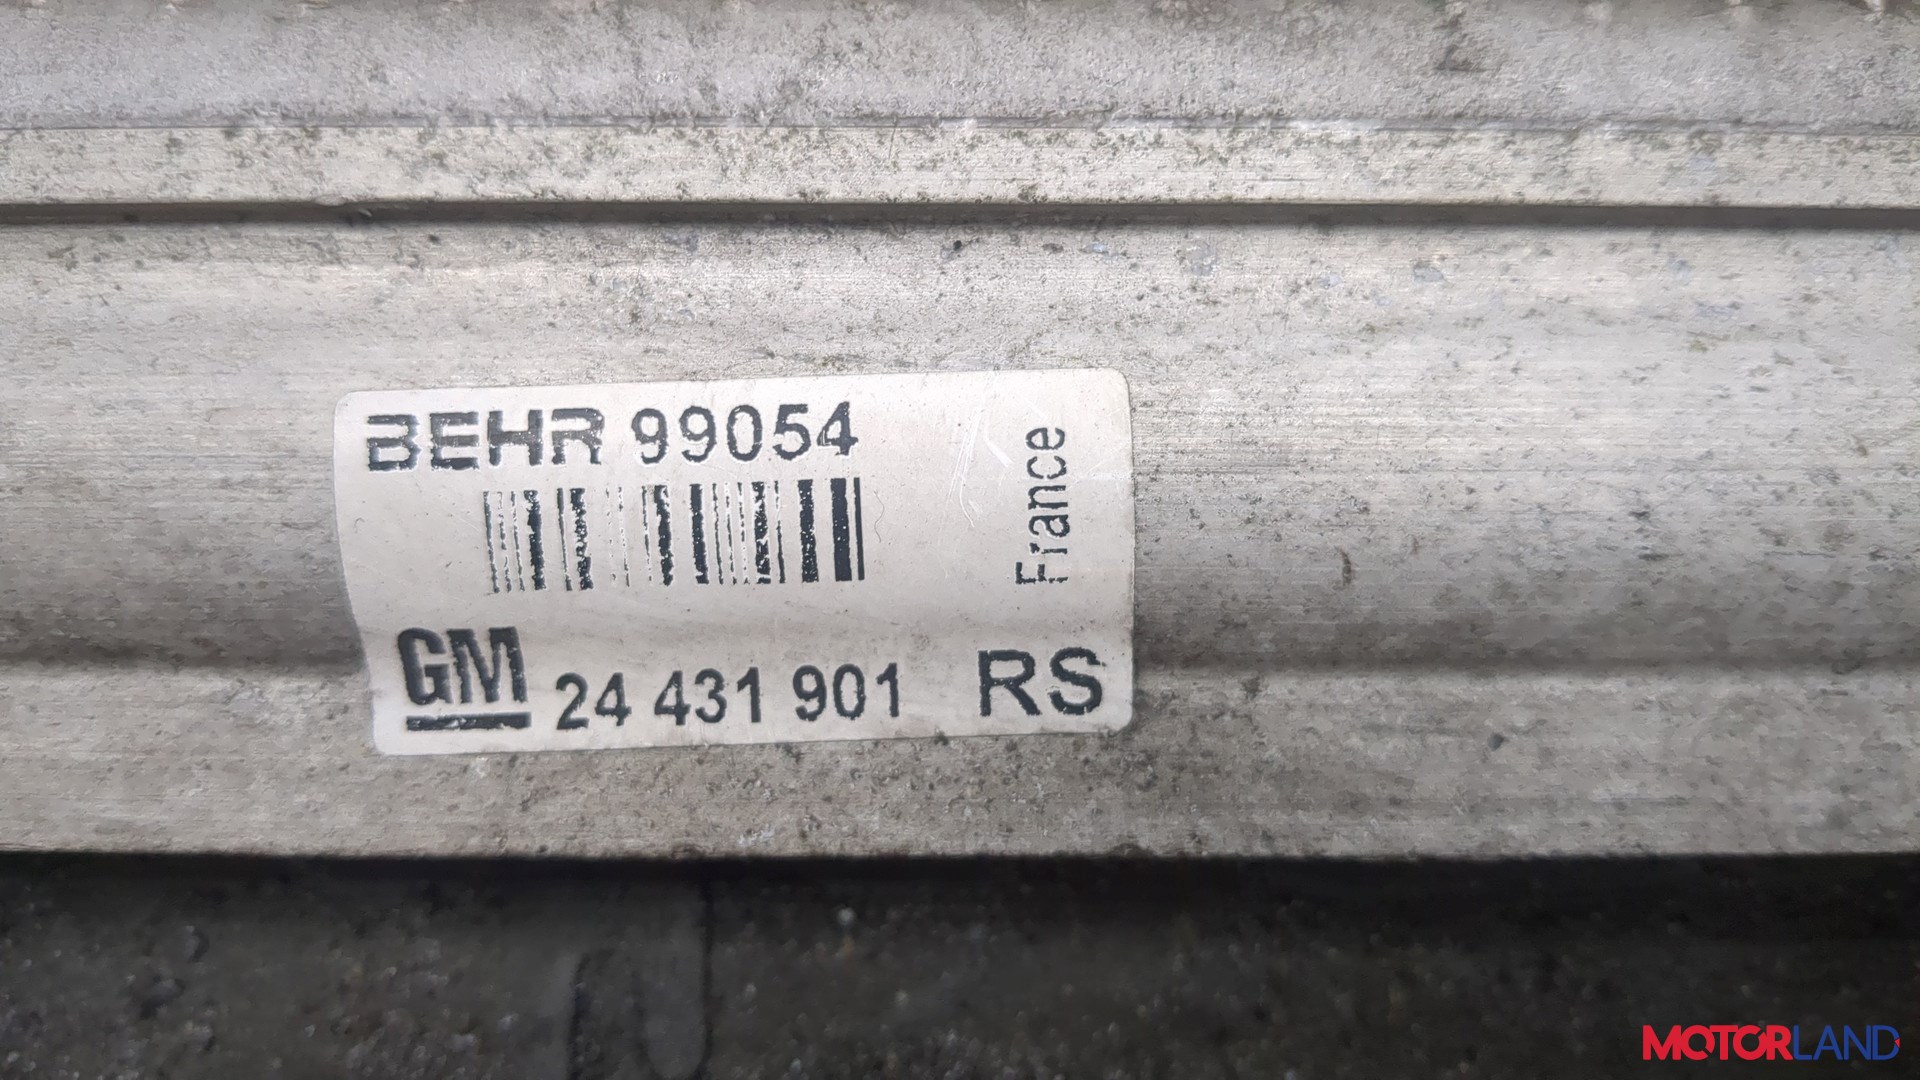 BEHR 99054
France
GM 24 431 901 RS
MOTORLAND